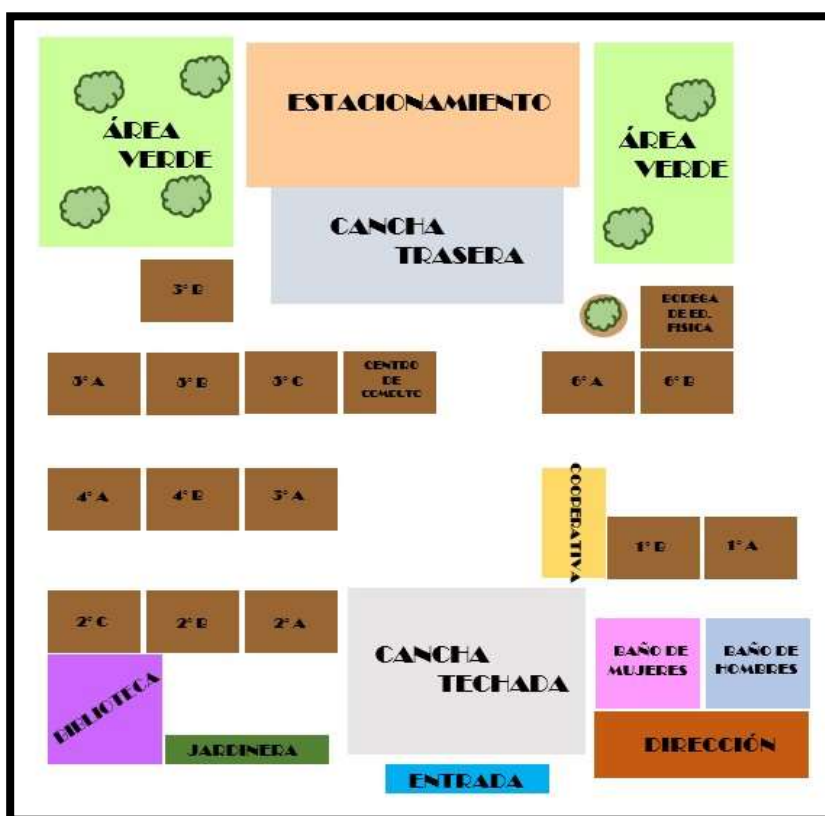 ÁREA
VERDE
ESTACIONAMIENTO
ÁREA
VERDE
CANCHA
TRASERA
3° B
BODEGA
DE ED.
FISICA
5° A
5° B
5° C
CENTRO
DE
COMPUTO
6° A
6° B
4° A
4° B
3° A
COOPERATIVA
1° B
1° A
2° C
2° B
2° A
CANCHA
TECHADA
BAÑO DE
MUJERES
BAÑO DE
HOMBRES
BIBLIOTECA
JARDINERA
DIRECCIÓN
ENTRADA